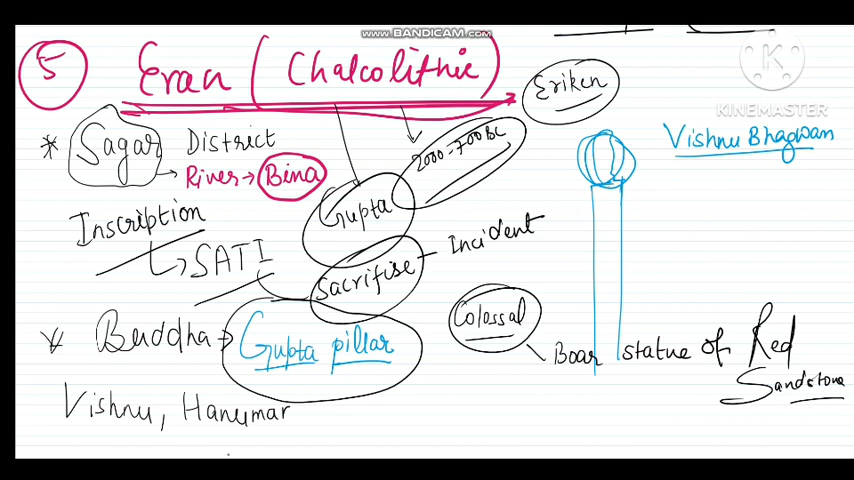 WWW.BANDICAM.COM
KINEMASTER
5 Eran (Chalcolithic)
Eriken
* Sagar District
River → Bina
2000-700 BC
Vishnu Bhagwan
Inscription
Gupta
→ SATI
Sacrifise - Incident
Buddha → Gupta pillar
Colossal
Boar statue of Red
Sandstone
Vishnu, Hanuman